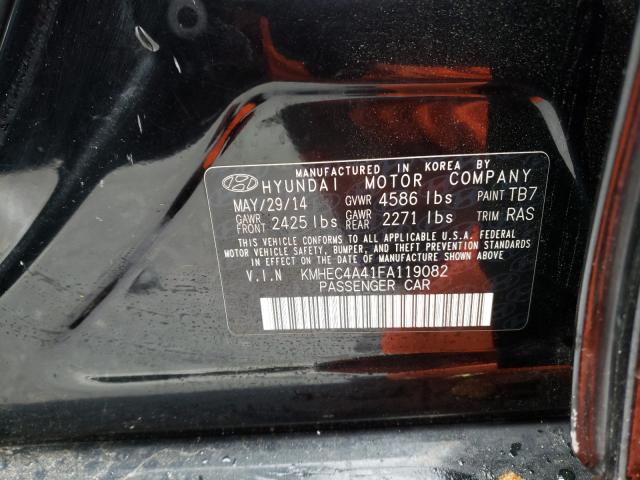 MANUFACTURED IN KOREA BY
HYUNDAI MOTOR COMPANY
MAY/29/14 GVWR 4586 lbs PAINT TB7
GAWR FRONT 2425 lbs GAWR REAR 2271 lbs TRIM RAS
THIS VEHICLE CONFORMS TO ALL APPLICABLE U.S.A. FEDERAL
MOTOR VEHICLE SAFETY, BUMPER, AND THEFT PREVENTION STANDARDS
IN EFFECT ON THE DATE OF MANUFACTURE SHOWN ABOVE
V.I.N KMHEC4A41FA119082
PASSENGER CAR